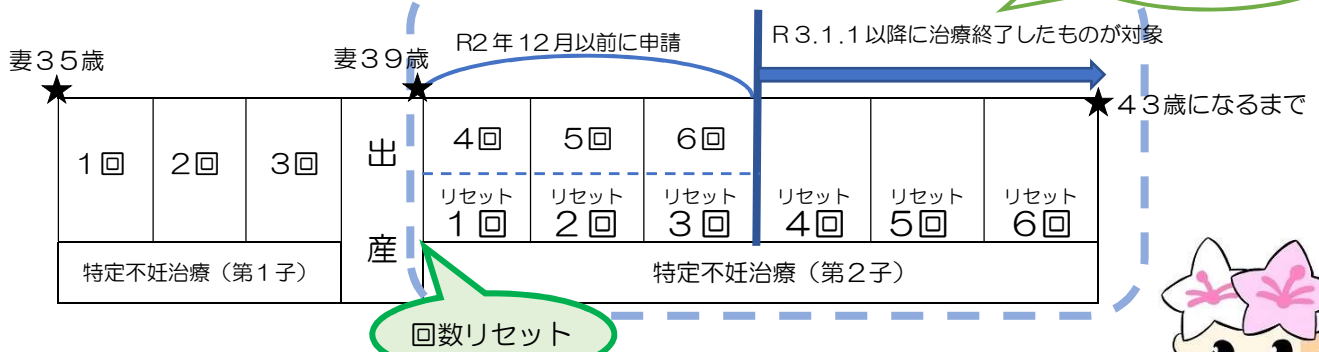 R2年12月以前に申請
R3.1.1以降に治療終了したものが対象
妻35歳
妻39歳
43歳になるまで
1回
2回
3回
出産
4回
5回
6回
リセット
1回
リセット
2回
リセット
3回
リセット
4回
リセット
5回
リセット
6回
特定不妊治療（第1子）
特定不妊治療（第2子）
回数リセット